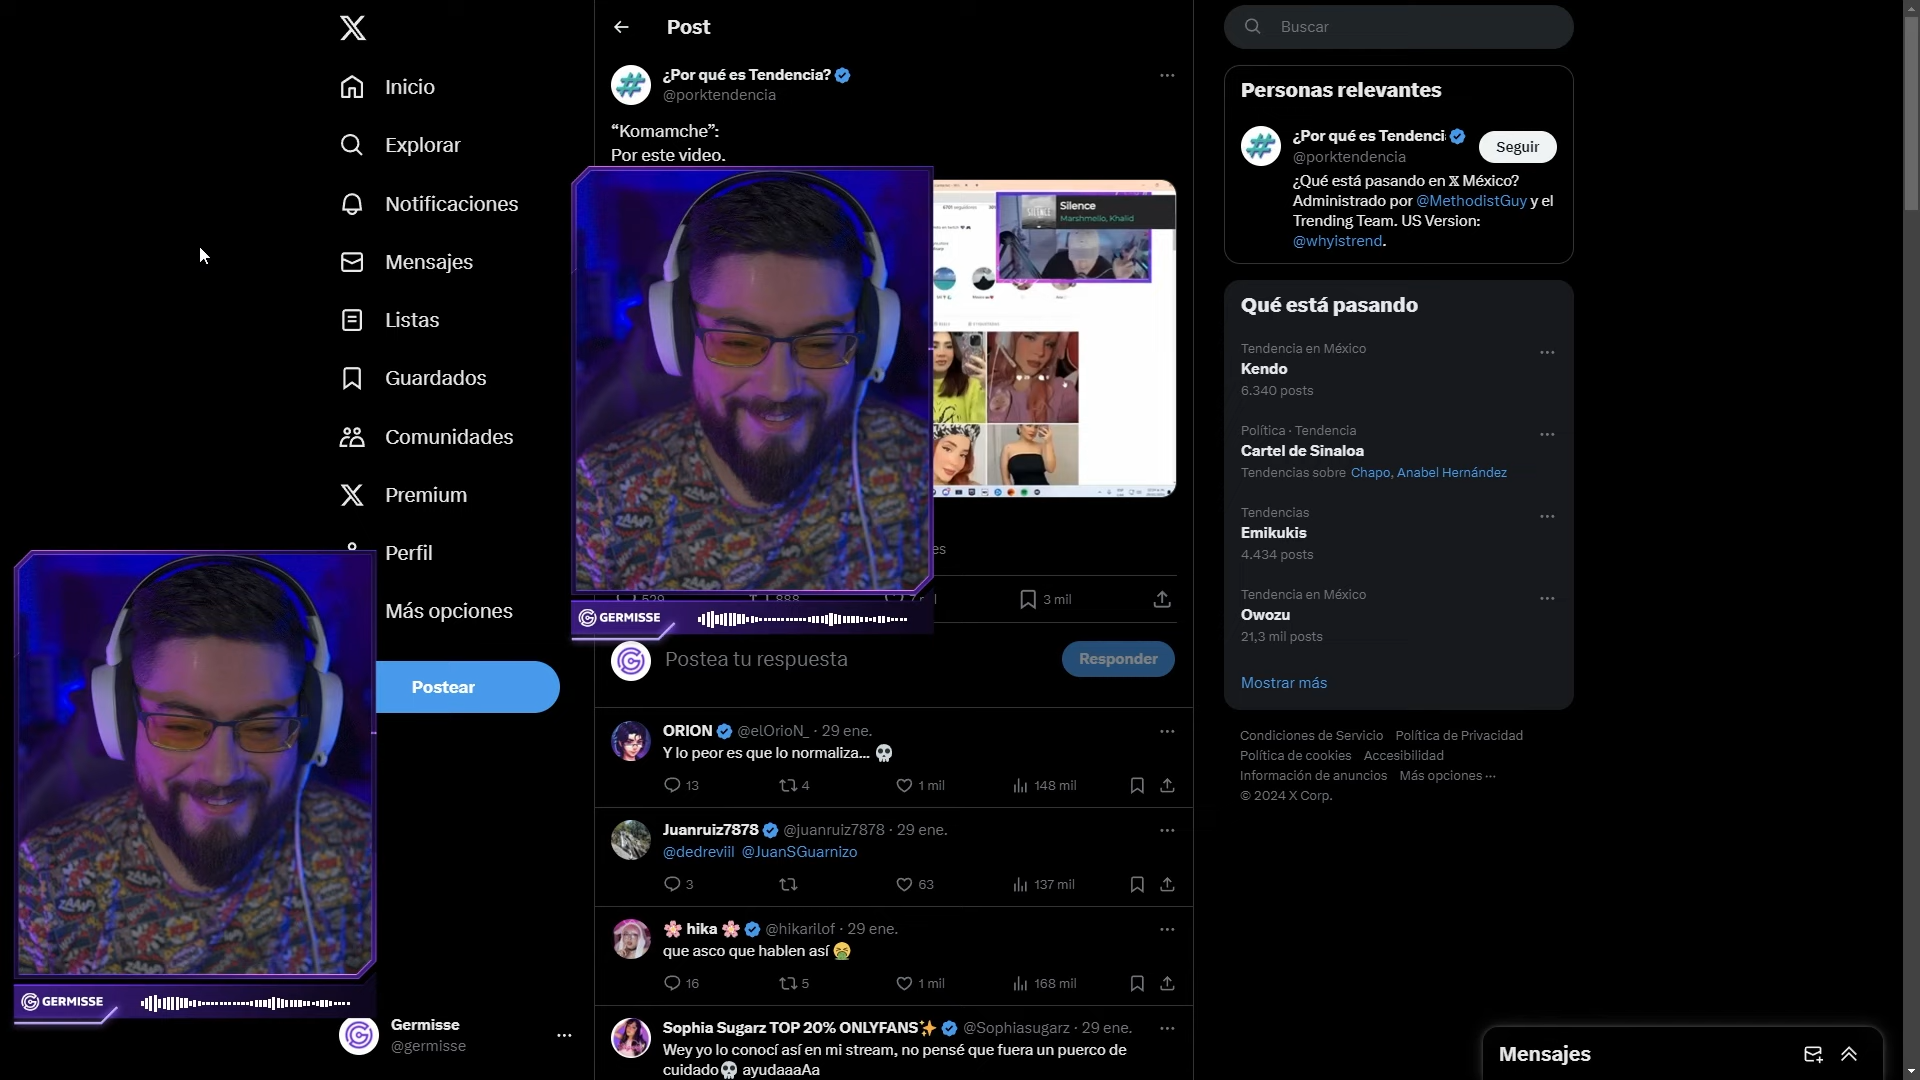 Inicio
Explorar
Notificaciones
Mensajes
Listas
Guardados
Comunidades
Premium
Perfil
Más opciones
Postear
GERMISSE
Germisse
@germisse
Post
¿Por qué es Tendencia?
@porktendencia
“Komamche”:
Por este video.
Silence
Marshmello, Khalid
GERMISSE
es
529
888
3 mil
Postea tu respuesta
Responder
ORION @elOrioN_ · 29 ene.
Y lo peor es que lo normaliza... 💀
13 4 1 mil 148 mil
Juanruiz7878 @juanruiz7878 · 29 ene.
@dedreviil @JuanSGuarnizo
3 63 137 mil
🌸 hika 🌸 @hikarilof · 29 ene.
que asco que hablen así 🤮
16 5 1 mil 168 mil
Sophia Sugarz TOP 20% ONLYFANS✨ @Sophiasugarz · 29 ene.
Wey yo lo conocí así en mi stream, no pensé que fuera un puerco de
cuidado💀 ayudaaaAa
Buscar
Personas relevantes
¿Por qué es Tendenci
@porktendencia
Seguir
¿Qué está pasando en 𝕏 México?
Administrado por @MethodistGuy y el
Trending Team. US Version:
@whyistrend.
Qué está pasando
Tendencia en México
Kendo
6.340 posts
Política · Tendencia
Cartel de Sinaloa
Tendencias sobre Chapo, Anabel Hernández
Tendencias
Emikukis
4.434 posts
Tendencia en México
Owozu
21,3 mil posts
Mostrar más
Condiciones de Servicio Política de Privacidad
Política de cookies Accesibilidad
Información de anuncios Más opciones ···
© 2024 X Corp.
Mensajes